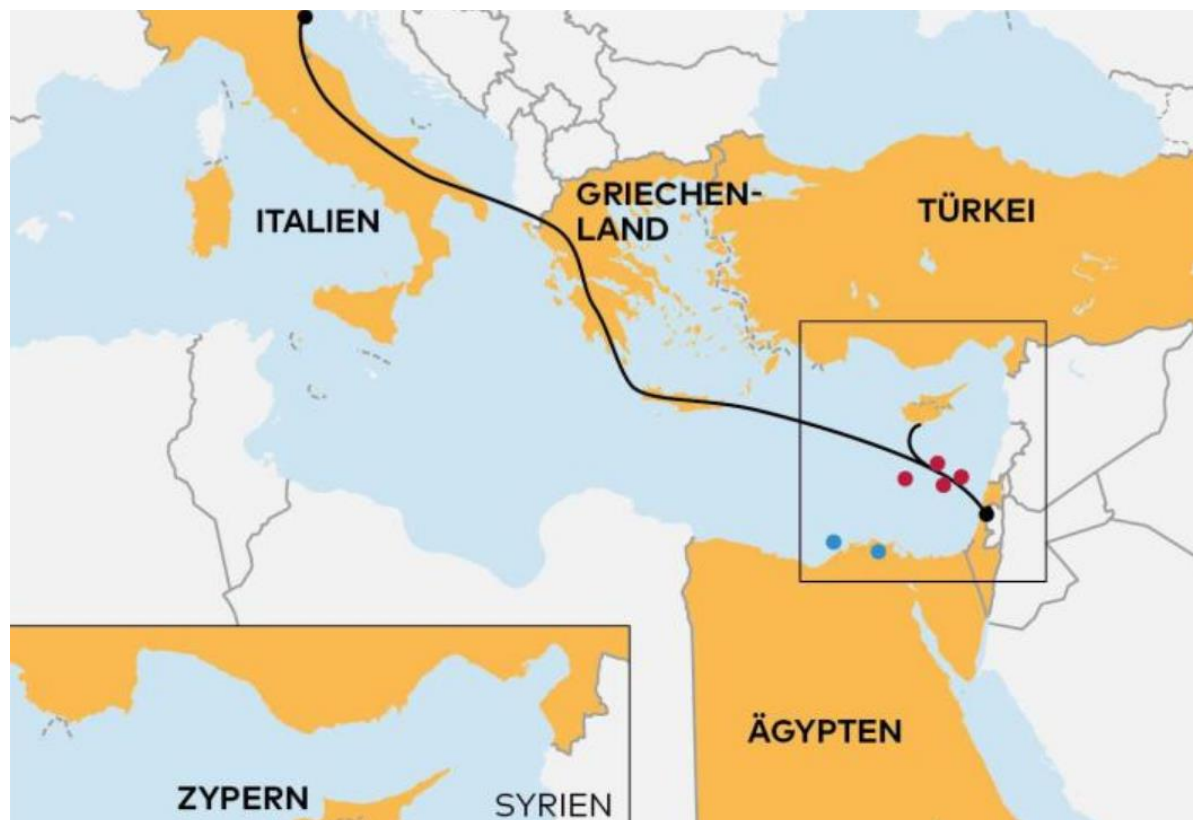 GRIECHEN-
LAND
TÜRKEI
ITALIEN
ÄGYPTEN
ZYPERN
SYRIEN